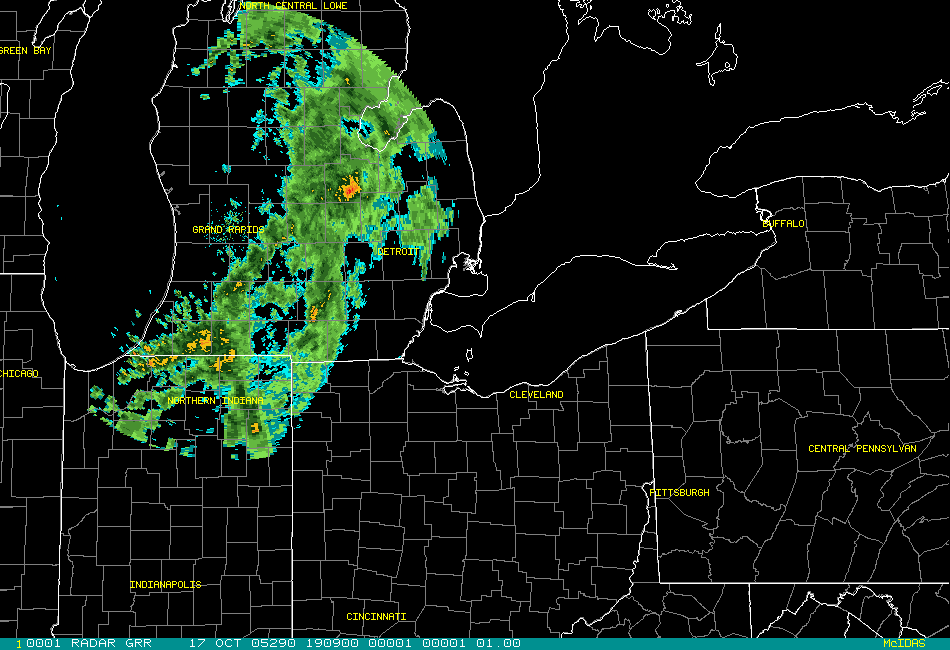 NORTH CENTRAL LOWE
GREEN BAY
BUFFALO
GRAND RAPIDS
DETROIT
CHICAGO
NORTHERN INDIANA
CLEVELAND
CENTRAL PENNSYLVAN
PITTSBURGH
INDIANAPOLIS
CINCINNATI
10001 RADAR GRR 17 OCT 05290 190900 00001 00001 01.00 McIDAS